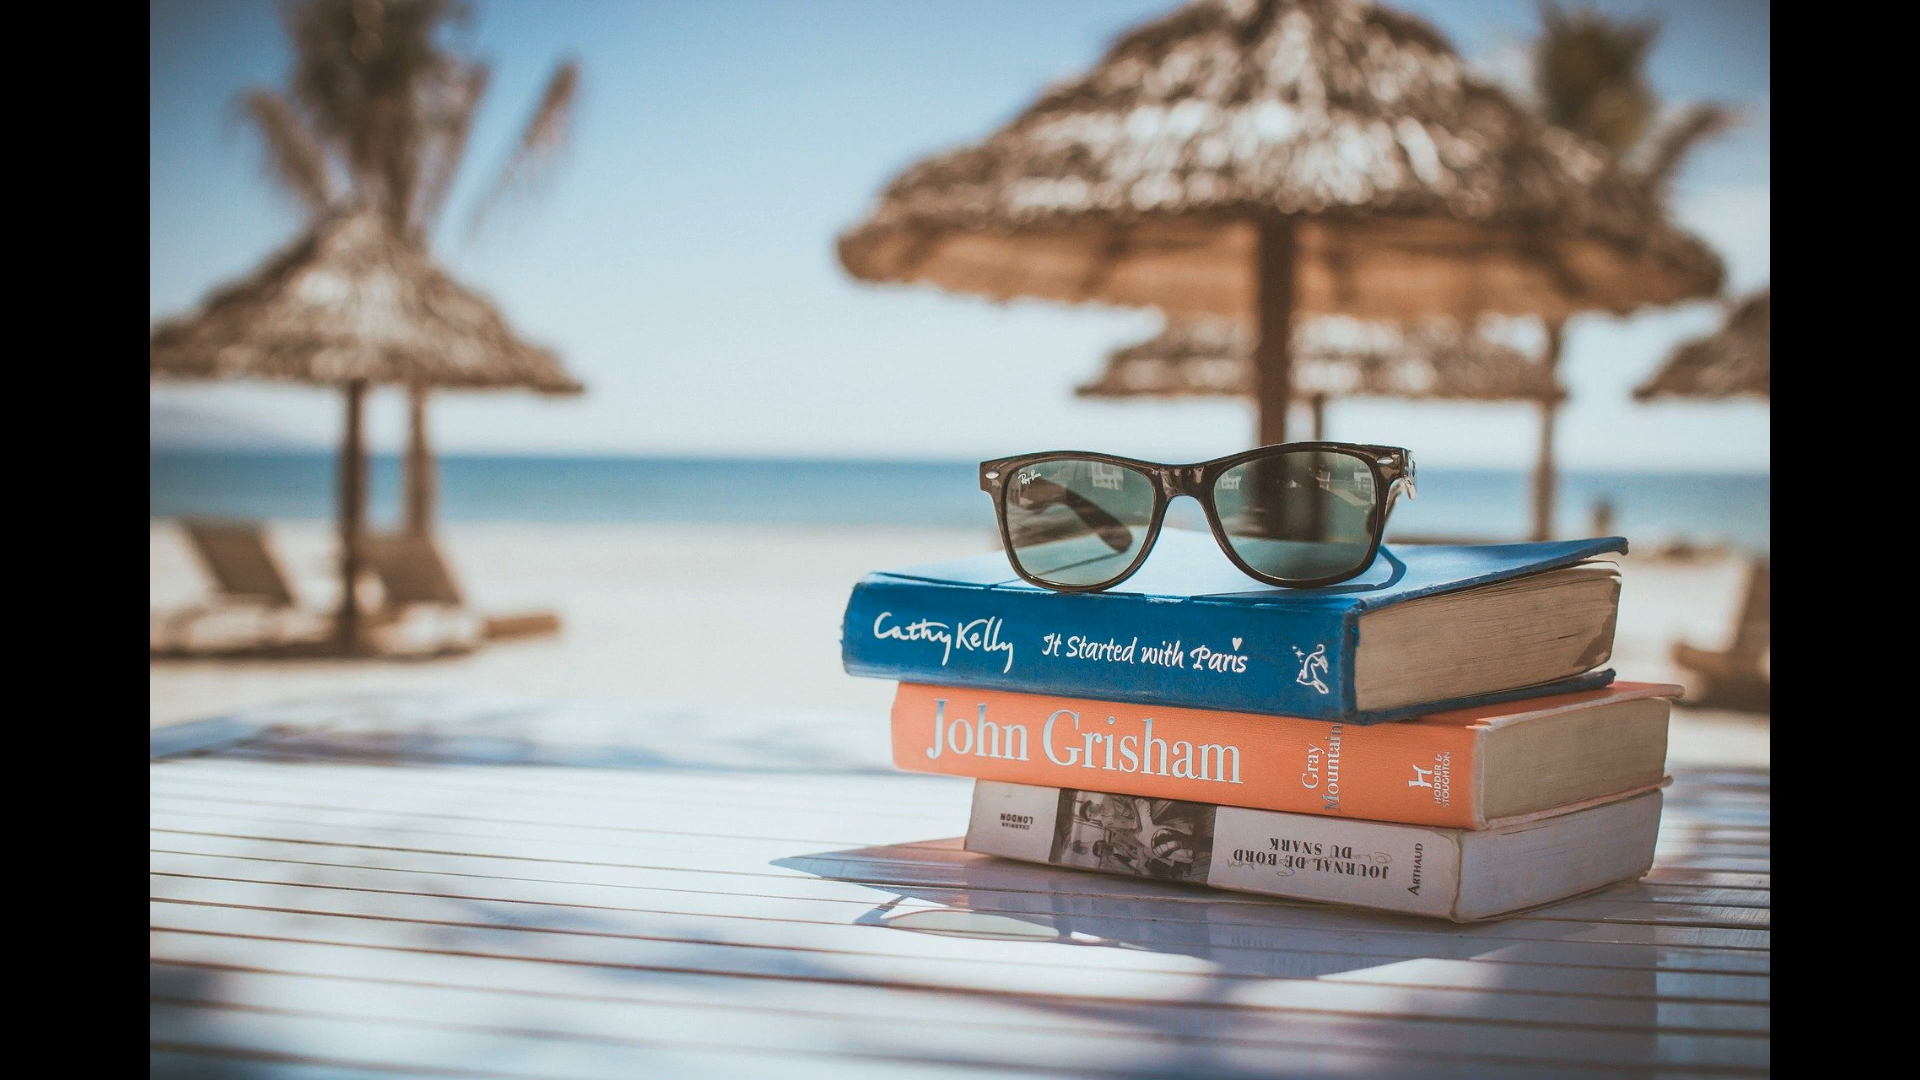 Ray-Ban
Cathy Kelly
It Started with Paris
John Grisham
Gray
Mountain
HODDER &
STOUGHTON
LONDON
JOURNAL DE BORD
DU SNARK
ARTHAUD